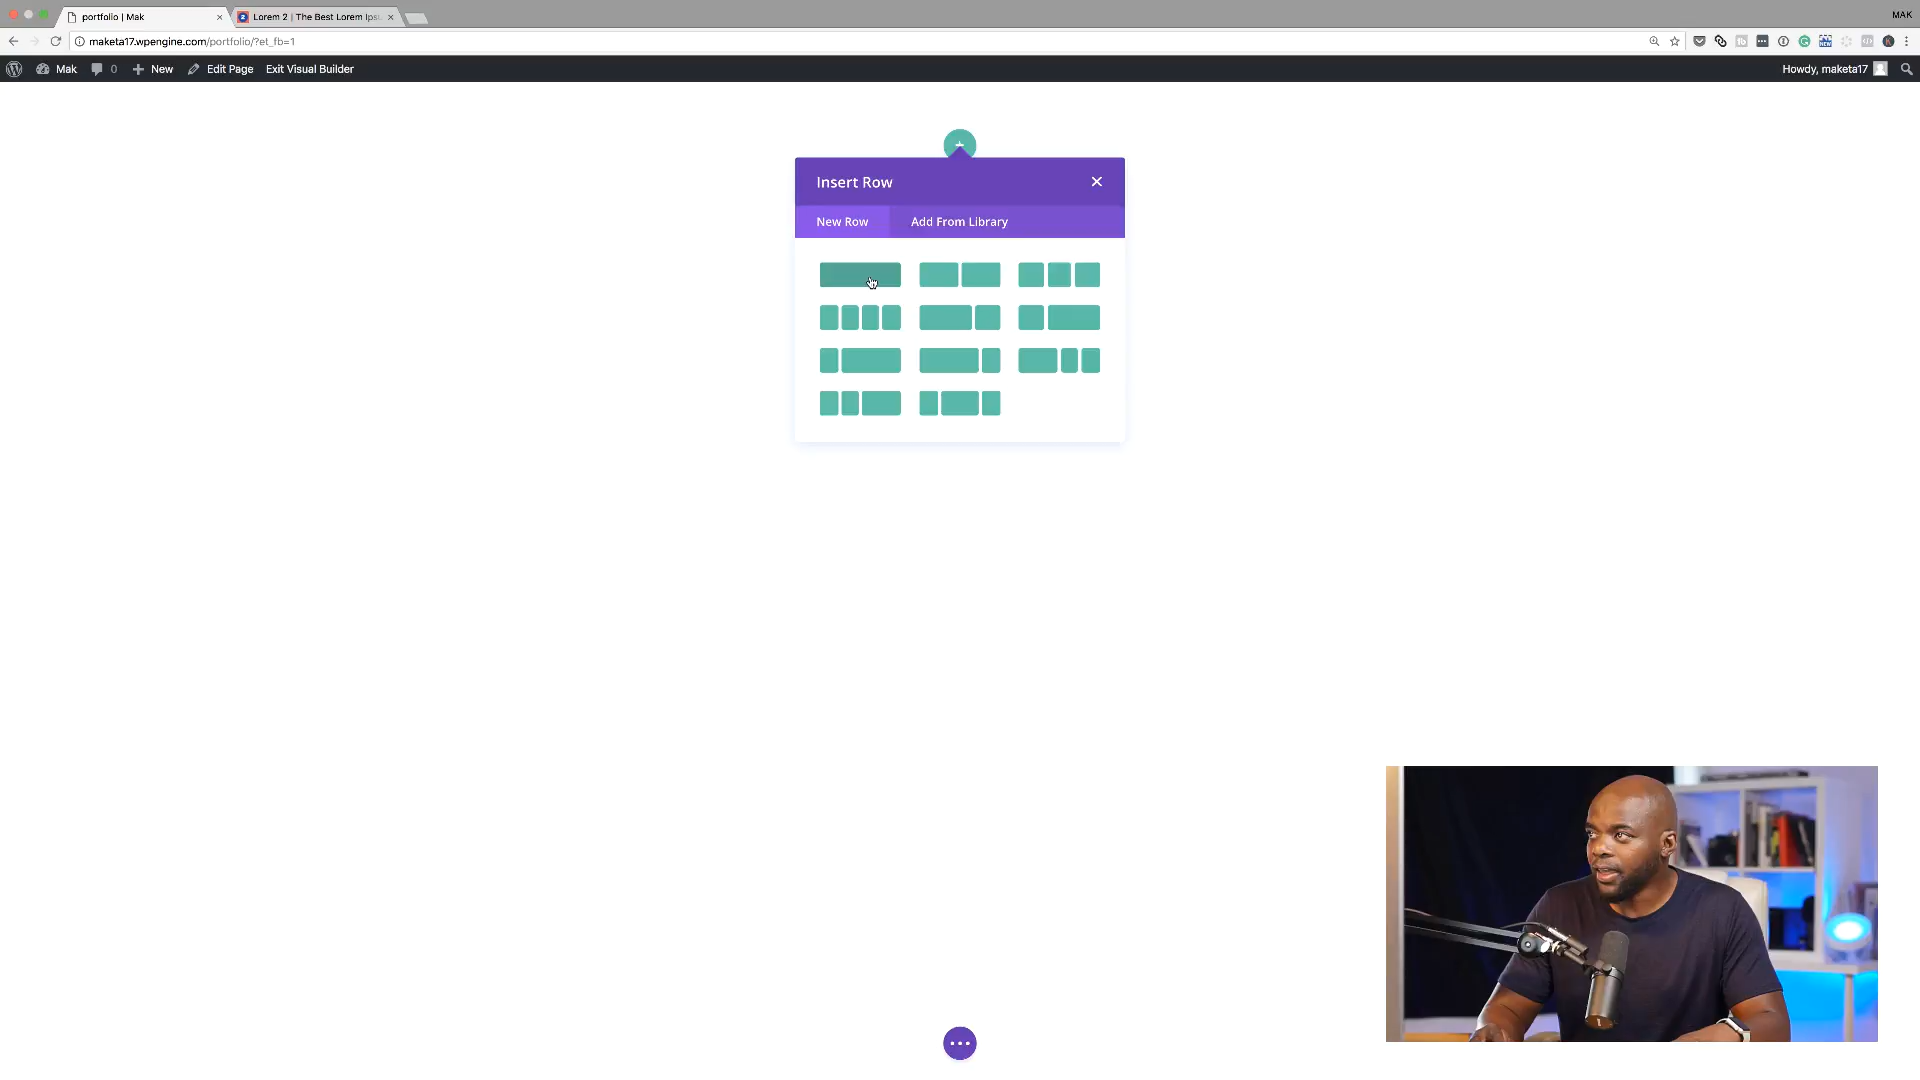 portfolio | Mak
Lorem 2 | The Best Lorem Ips
MAK
maketa17.wpengine.com/portfolio/?et_fb=1
Mak
0
New
Edit Page
Exit Visual Builder
Howdy, maketa17
Insert Row
New Row
Add From Library